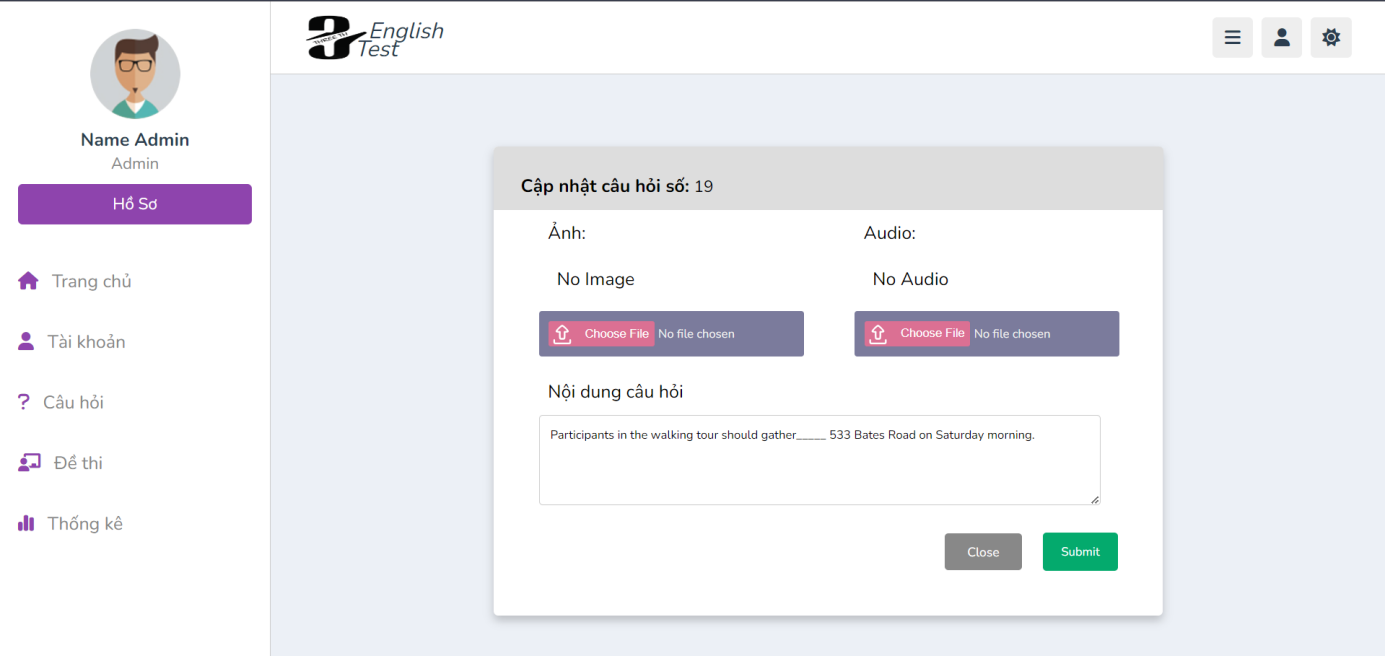 Name Admin
Admin
Hồ Sơ
Trang chủ
Tài khoản
Câu hỏi
Đề thi
Thống kê
THREE TH
English
Test
Cập nhật câu hỏi số: 19
Ảnh: Audio:
No Image No Audio
Choose File No file chosen Choose File No file chosen
Nội dung câu hỏi
Participants in the walking tour should gather_____ 533 Bates Road on Saturday morning.
Close Submit